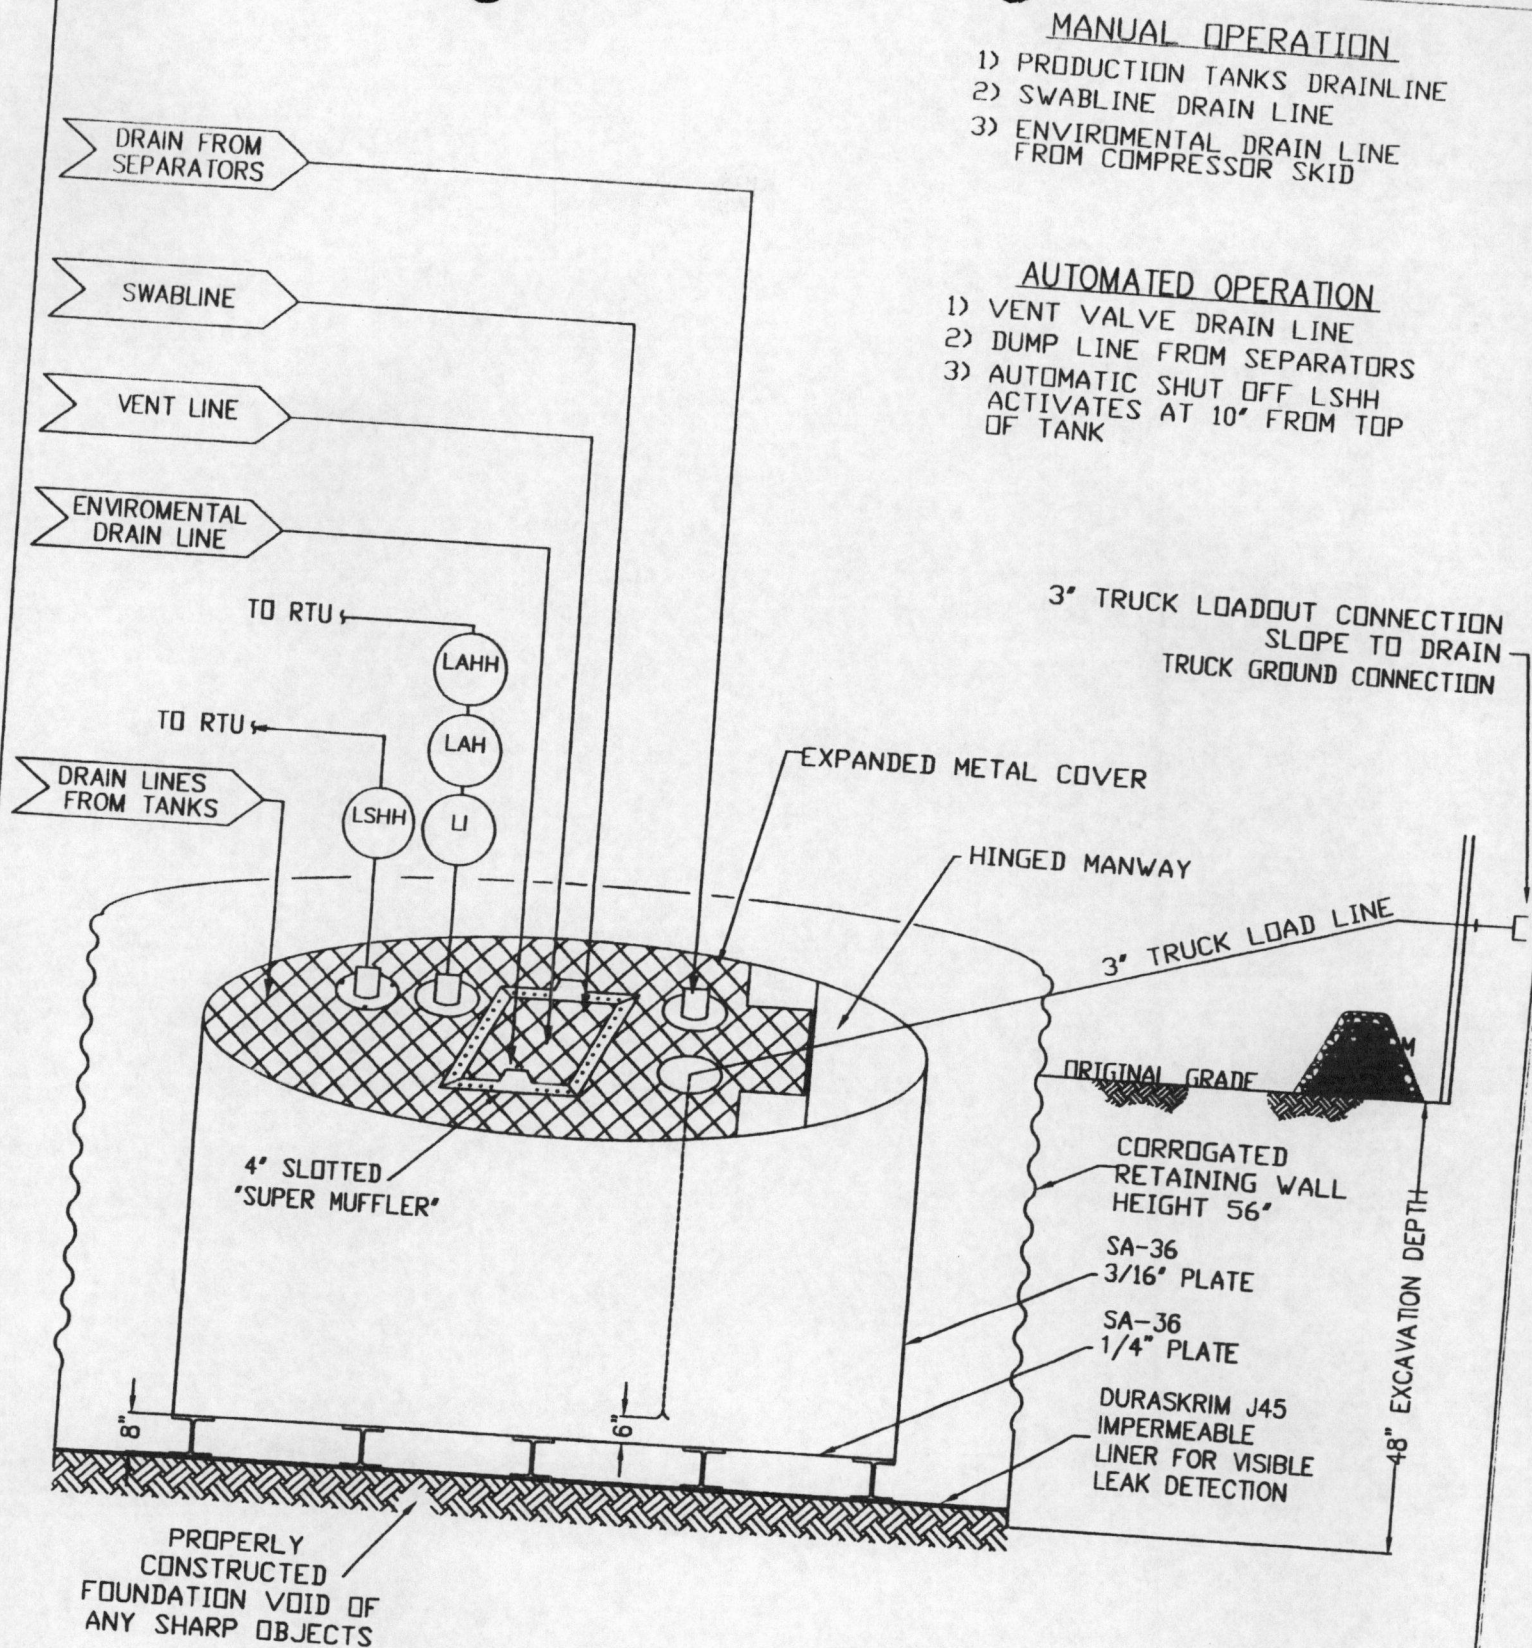 MANUAL OPERATION
1) PRODUCTION TANKS DRAINLINE
2) SWABLINE DRAIN LINE
3) ENVIROMENTAL DRAIN LINE
FROM COMPRESSOR SKID
AUTOMATED OPERATION
1) VENT VALVE DRAIN LINE
2) DUMP LINE FROM SEPARATORS
3) AUTOMATIC SHUT OFF LSHH
ACTIVATES AT 10" FROM TOP
OF TANK
DRAIN FROM
SEPARATORS
SWABLINE
VENT LINE
ENVIROMENTAL
DRAIN LINE
TO RTU
LAHH
TO RTU
LAH
DRAIN LINES
FROM TANKS
LSHH
LI
3" TRUCK LOADOUT CONNECTION
SLOPE TO DRAIN
TRUCK GROUND CONNECTION
EXPANDED METAL COVER
HINGED MANWAY
3" TRUCK LOAD LINE
M
ORIGINAL GRADE
4" SLOTTED
"SUPER MUFFLER"
CORROGATED
RETAINING WALL
HEIGHT 56"
SA-36
3/16" PLATE
SA-36
1/4" PLATE
DURASKRIM J45
IMPERMEABLE
LINER FOR VISIBLE
LEAK DETECTION
48" EXCAVATION DEPTH
8"
6"
PROPERLY
CONSTRUCTED
FOUNDATION VOID OF
ANY SHARP OBJECTS